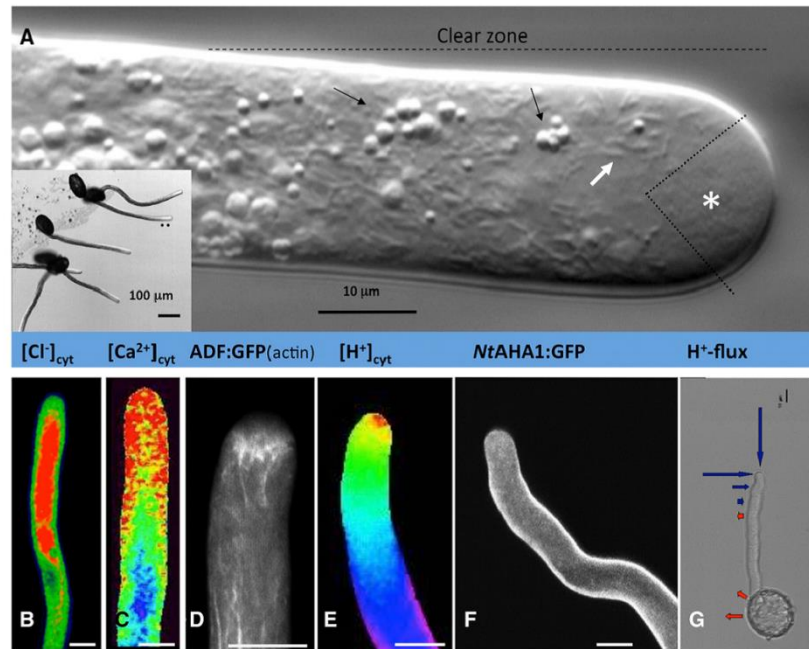 A
Clear zone
*
100 µm
10 µm
[Cl⁻]cyt
[Ca²⁺]cyt
ADF:GFP(actin)
[H⁺]cyt
NtAHA1:GFP
H⁺-flux
B
C
D
E
F
G